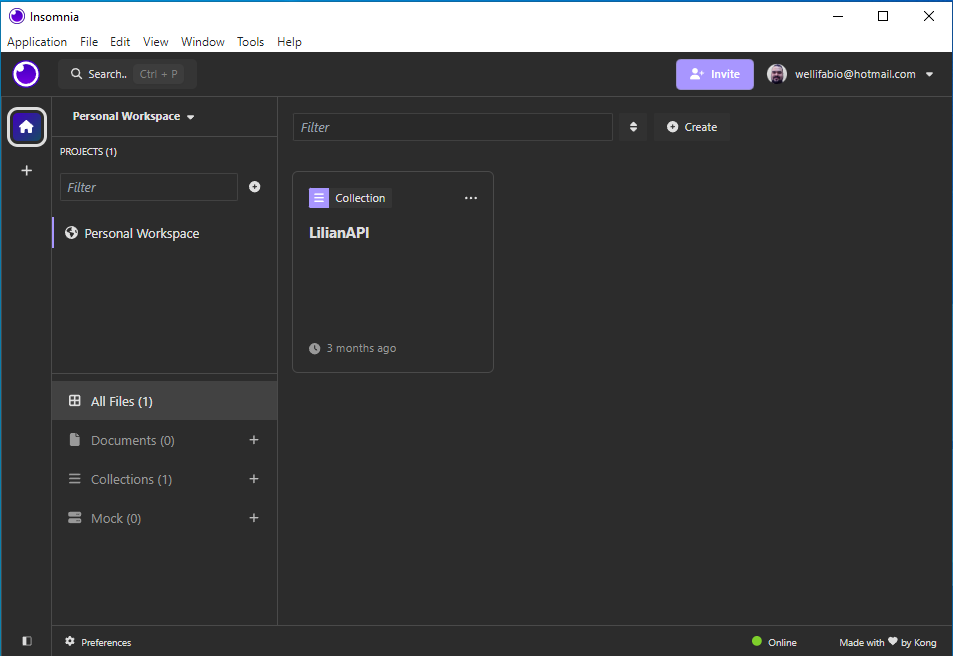 Insomnia
Application File Edit View Window Tools Help
Search.. Ctrl + P
Invite
wellifabio@hotmail.com
Personal Workspace
PROJECTS (1)
Filter
Personal Workspace
All Files (1)
Documents (0)
Collections (1)
Mock (0)
Filter
Create
Collection
LilianAPI
3 months ago
Preferences
Online
Made with ❤ by Kong